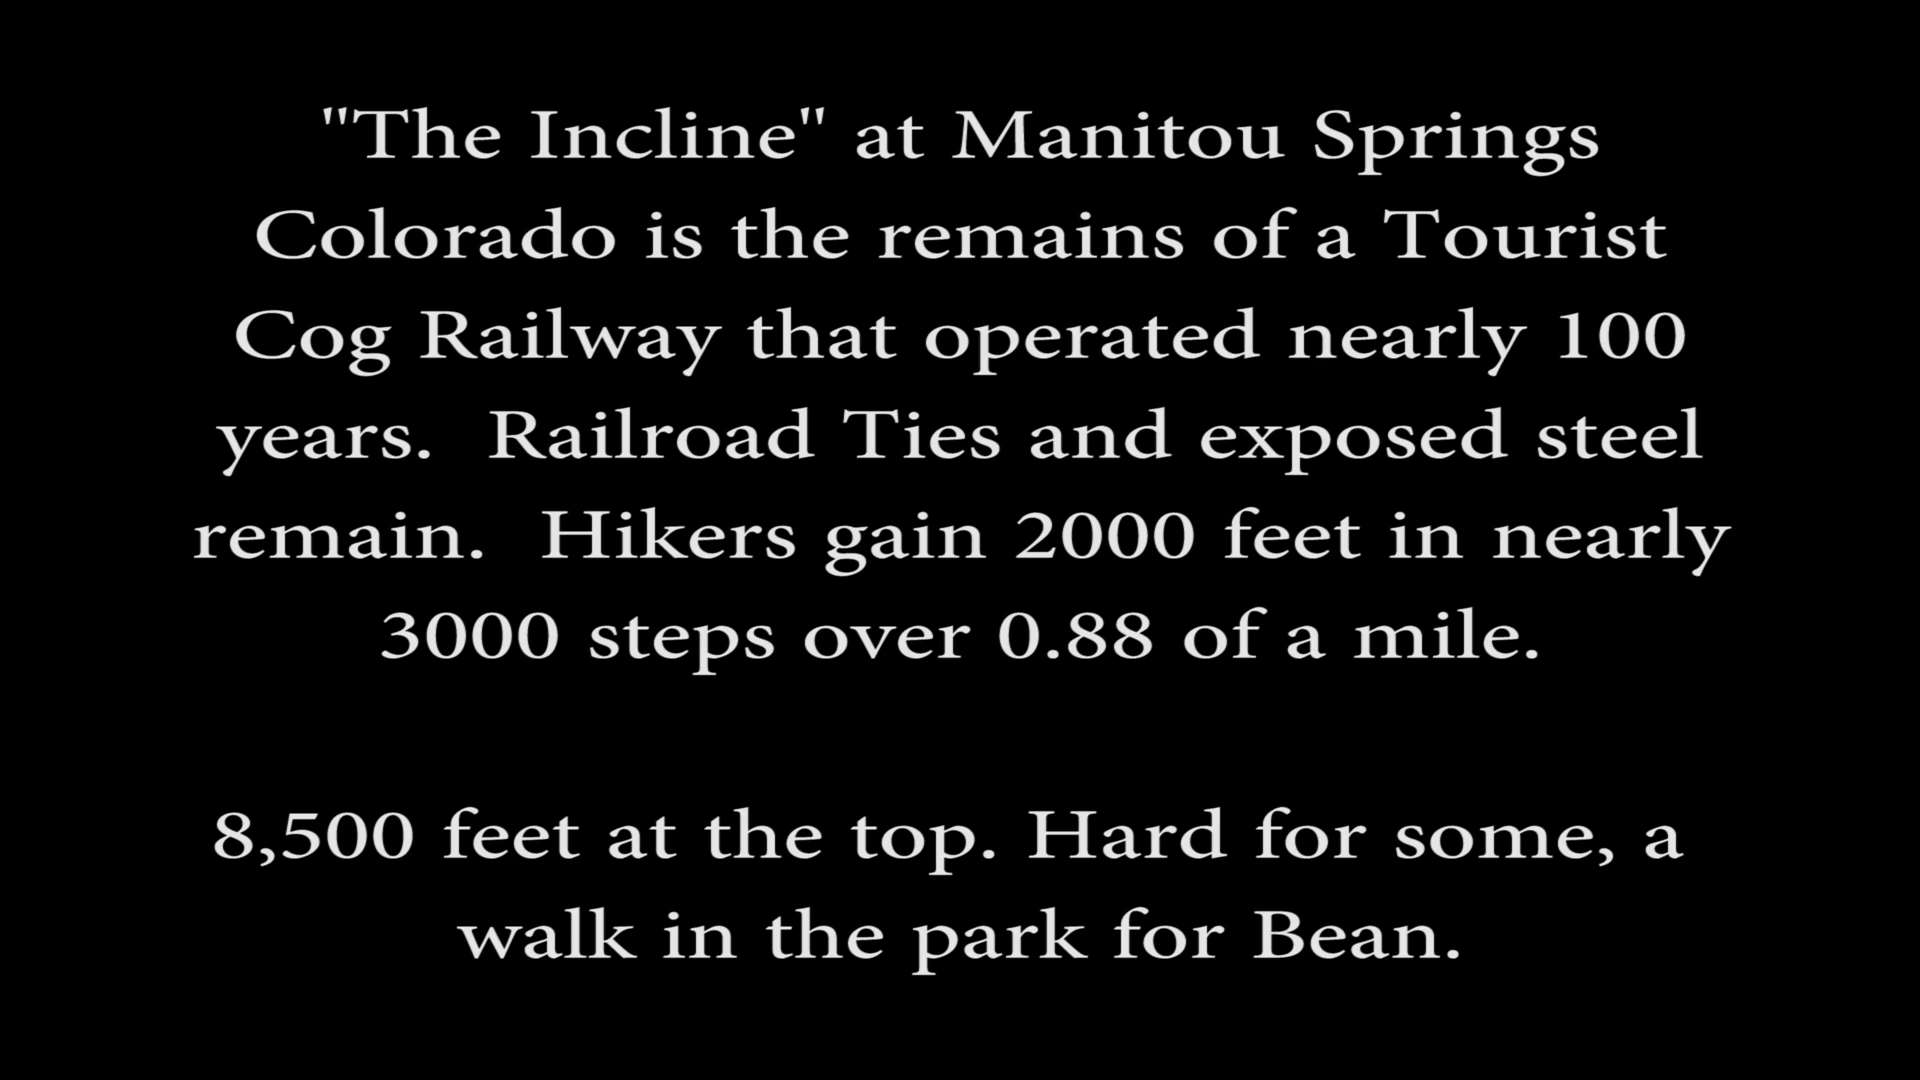 "The Incline" at Manitou Springs
Colorado is the remains of a Tourist
Cog Railway that operated nearly 100
years.  Railroad Ties and exposed steel
remain.  Hikers gain 2000 feet in nearly
3000 steps over 0.88 of a mile.
8,500 feet at the top. Hard for some, a
walk in the park for Bean.